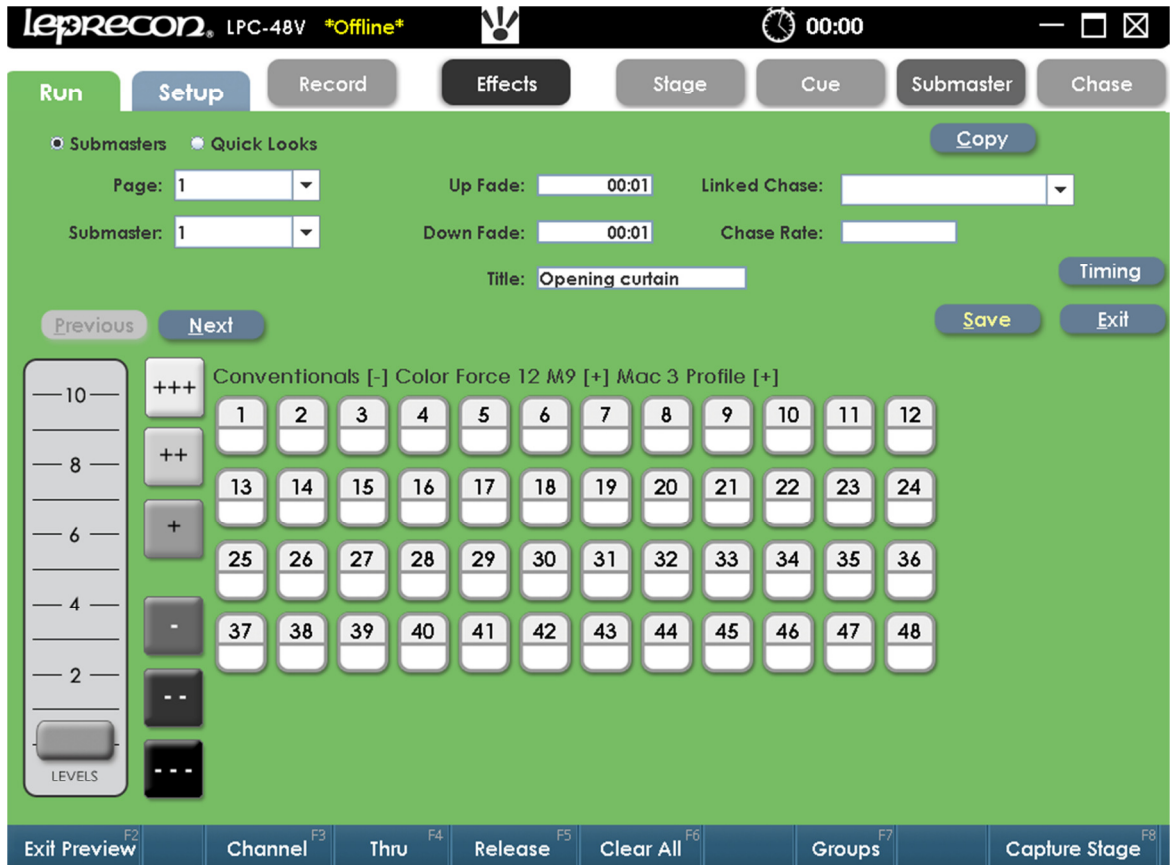 Leprecon® LPC-48V *Offline* 00:00
Run Setup Record Effects Stage Cue Submaster Chase
Submasters Quick Looks Copy
Page: 1 Up Fade: 00:01 Linked Chase:
Submaster: 1 Down Fade: 00:01 Chase Rate:
Title: Opening curtain Timing
Previous Next Save Exit
Conventionals [-] Color Force 12 M9 [+] Mac 3 Profile [+]
10 +++ 1 2 3 4 5 6 7 8 9 10 11 12
8 ++ 13 14 15 16 17 18 19 20 21 22 23 24
6 + 25 26 27 28 29 30 31 32 33 34 35 36
4 - 37 38 39 40 41 42 43 44 45 46 47 48
2 - -
LEVELS - - -
Exit Preview F2 Channel F3 Thru F4 Release F5 Clear All F6 Groups F7 Capture Stage F8